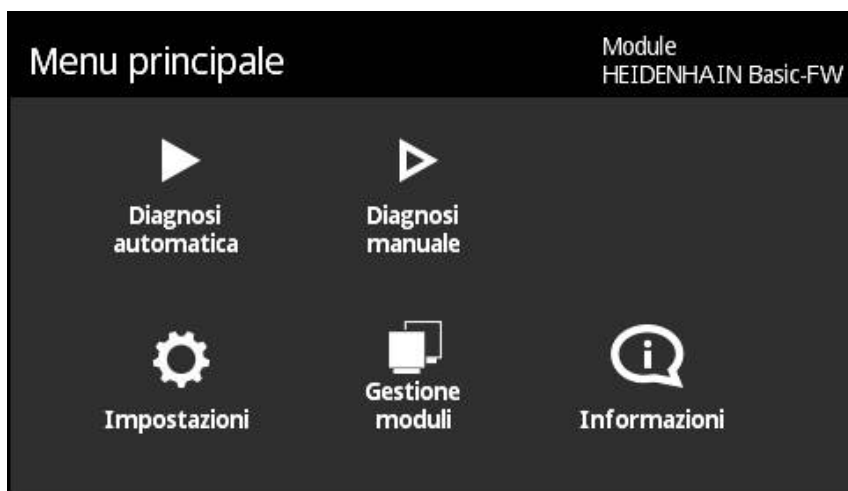 Menu principale
Module
HEIDENHAIN Basic-FW
Diagnosi
automatica
Diagnosi
manuale
Impostazioni
Gestione
moduli
Informazioni